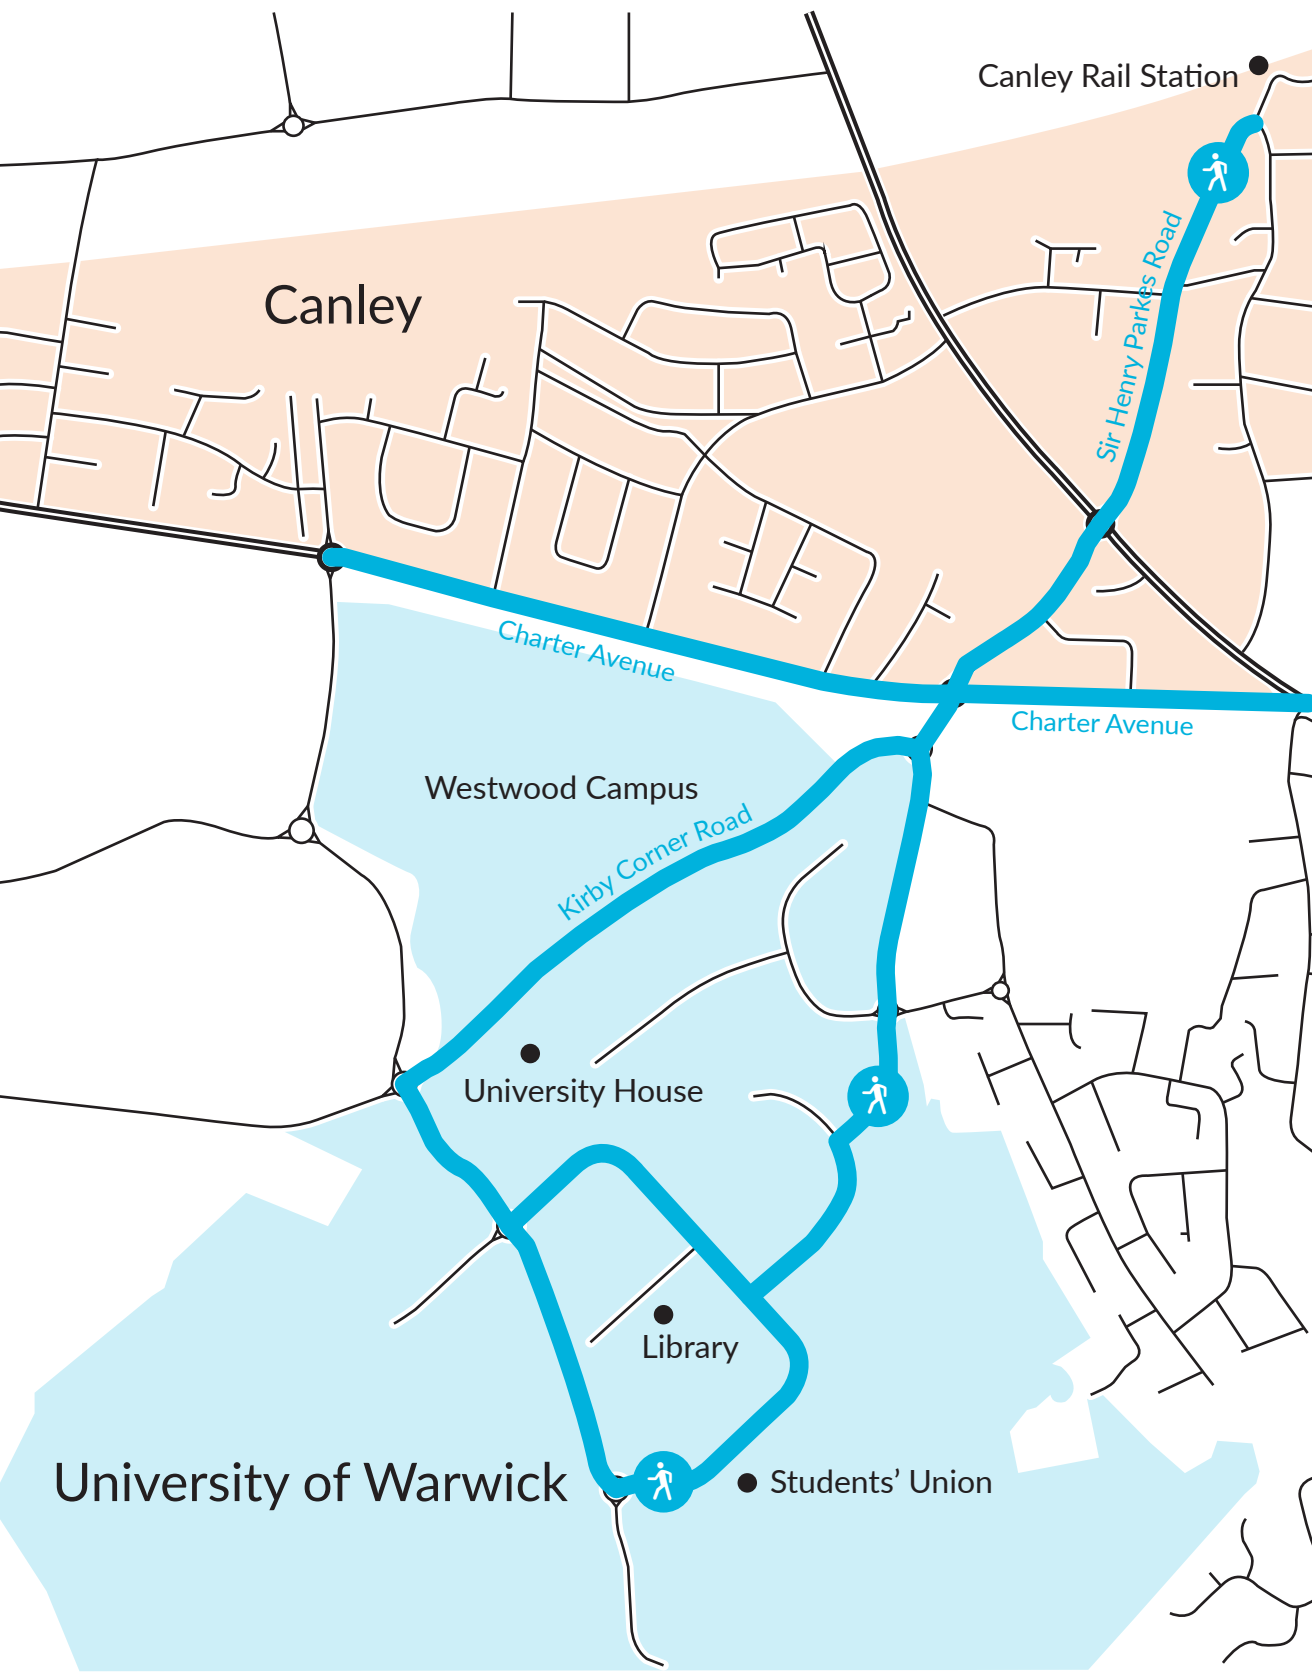 Canley Rail Station
Canley
Sir Henry Parkes Road
Charter Avenue
Charter Avenue
Westwood Campus
Kirby Corner Road
University House
Library
University of Warwick
Students’ Union